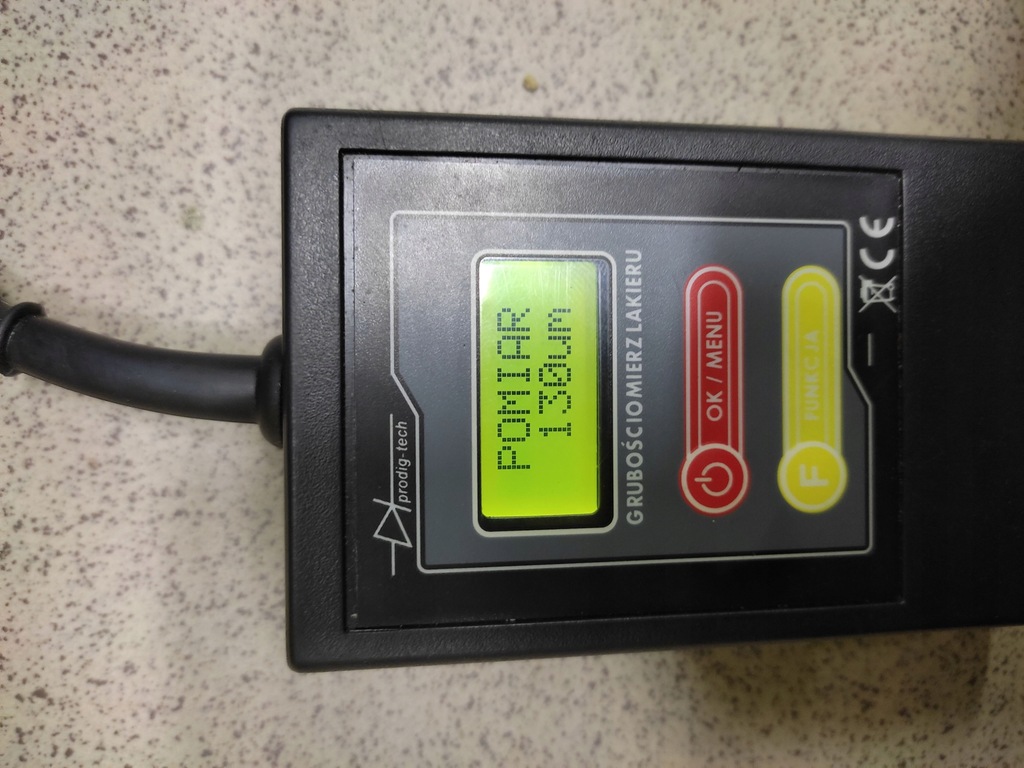 prodig-tech
POMIAR
130um
GRUBOŚCIOMIERZ LAKIERU
OK / MENU
F FUNKCJA
CE